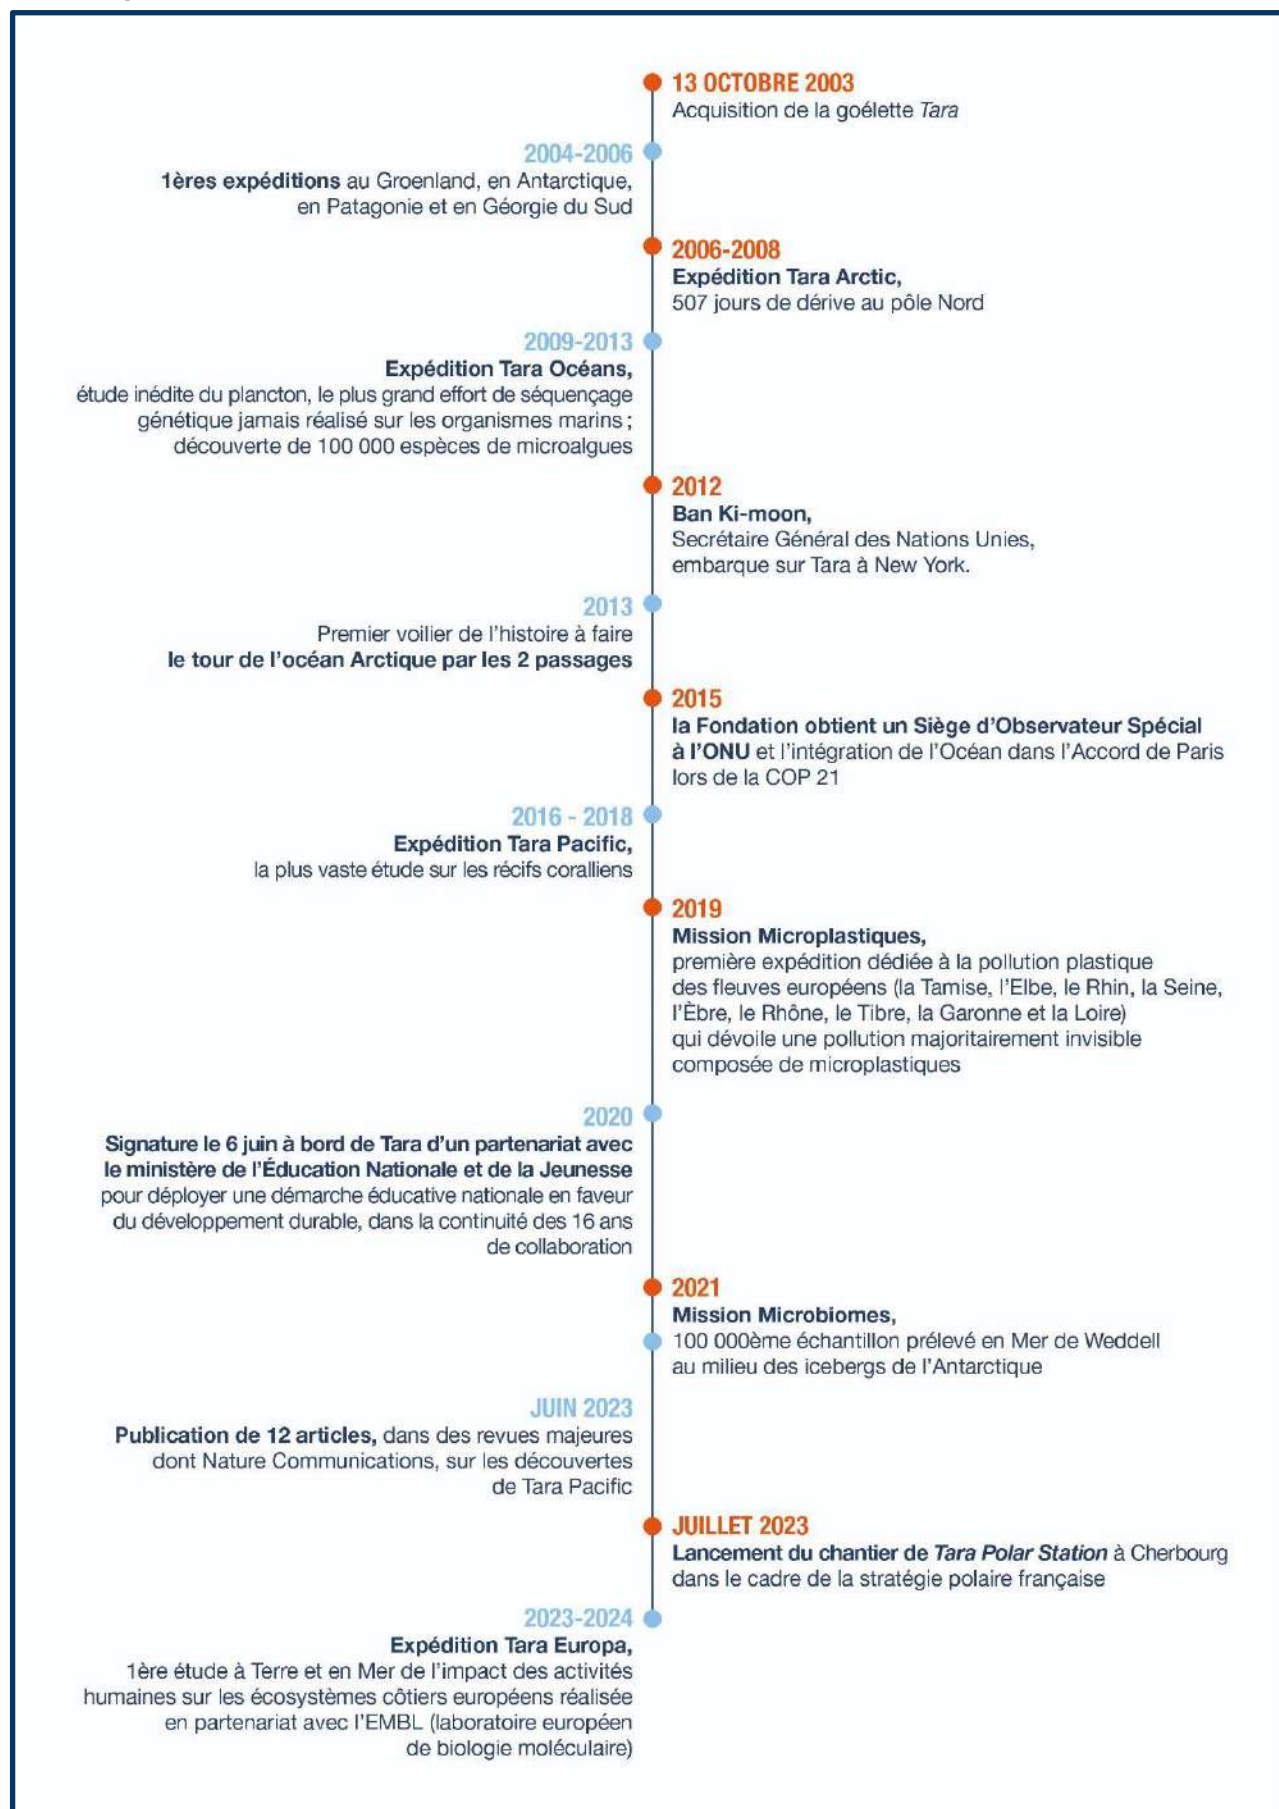 13 OCTOBRE 2003
Acquisition de la goélette Tara
2004-2006
1ères expéditions au Groenland, en Antarctique,
en Patagonie et en Géorgie du Sud
2006-2008
Expédition Tara Arctic,
507 jours de dérive au pôle Nord
2009-2013
Expédition Tara Océans,
étude inédite du plancton, le plus grand effort de séquençage
génétique jamais réalisé sur les organismes marins ;
découverte de 100 000 espèces de microalgues
2012
Ban Ki-moon,
Secrétaire Général des Nations Unies,
embarque sur Tara à New York.
2013
Premier voilier de l'histoire à faire
le tour de l'océan Arctique par les 2 passages
2015
la Fondation obtient un Siège d'Observateur Spécial
à l'ONU et l'intégration de l'Océan dans l'Accord de Paris
lors de la COP 21
2016 - 2018
Expédition Tara Pacific,
la plus vaste étude sur les récifs coralliens
2019
Mission Microplastiques,
première expédition dédiée à la pollution plastique
des fleuves européens (la Tamise, l'Elbe, le Rhin, la Seine,
l'Èbre, le Rhône, le Tibre, la Garonne et la Loire)
qui dévoile une pollution majoritairement invisible
composée de microplastiques
2020
Signature le 6 juin à bord de Tara d'un partenariat avec
le ministère de l'Éducation Nationale et de la Jeunesse
pour déployer une démarche éducative nationale en faveur
du développement durable, dans la continuité des 16 ans
de collaboration
2021
Mission Microbiomes,
100 000ème échantillon prélevé en Mer de Weddell
au milieu des icebergs de l'Antarctique
JUIN 2023
Publication de 12 articles, dans des revues majeures
dont Nature Communications, sur les découvertes
de Tara Pacific
JUILLET 2023
Lancement du chantier de Tara Polar Station à Cherbourg
dans le cadre de la stratégie polaire française
2023-2024
Expédition Tara Europa,
1ère étude à Terre et en Mer de l'impact des activités
humaines sur les écosystèmes côtiers européens réalisée
en partenariat avec l'EMBL (laboratoire européen
de biologie moléculaire)